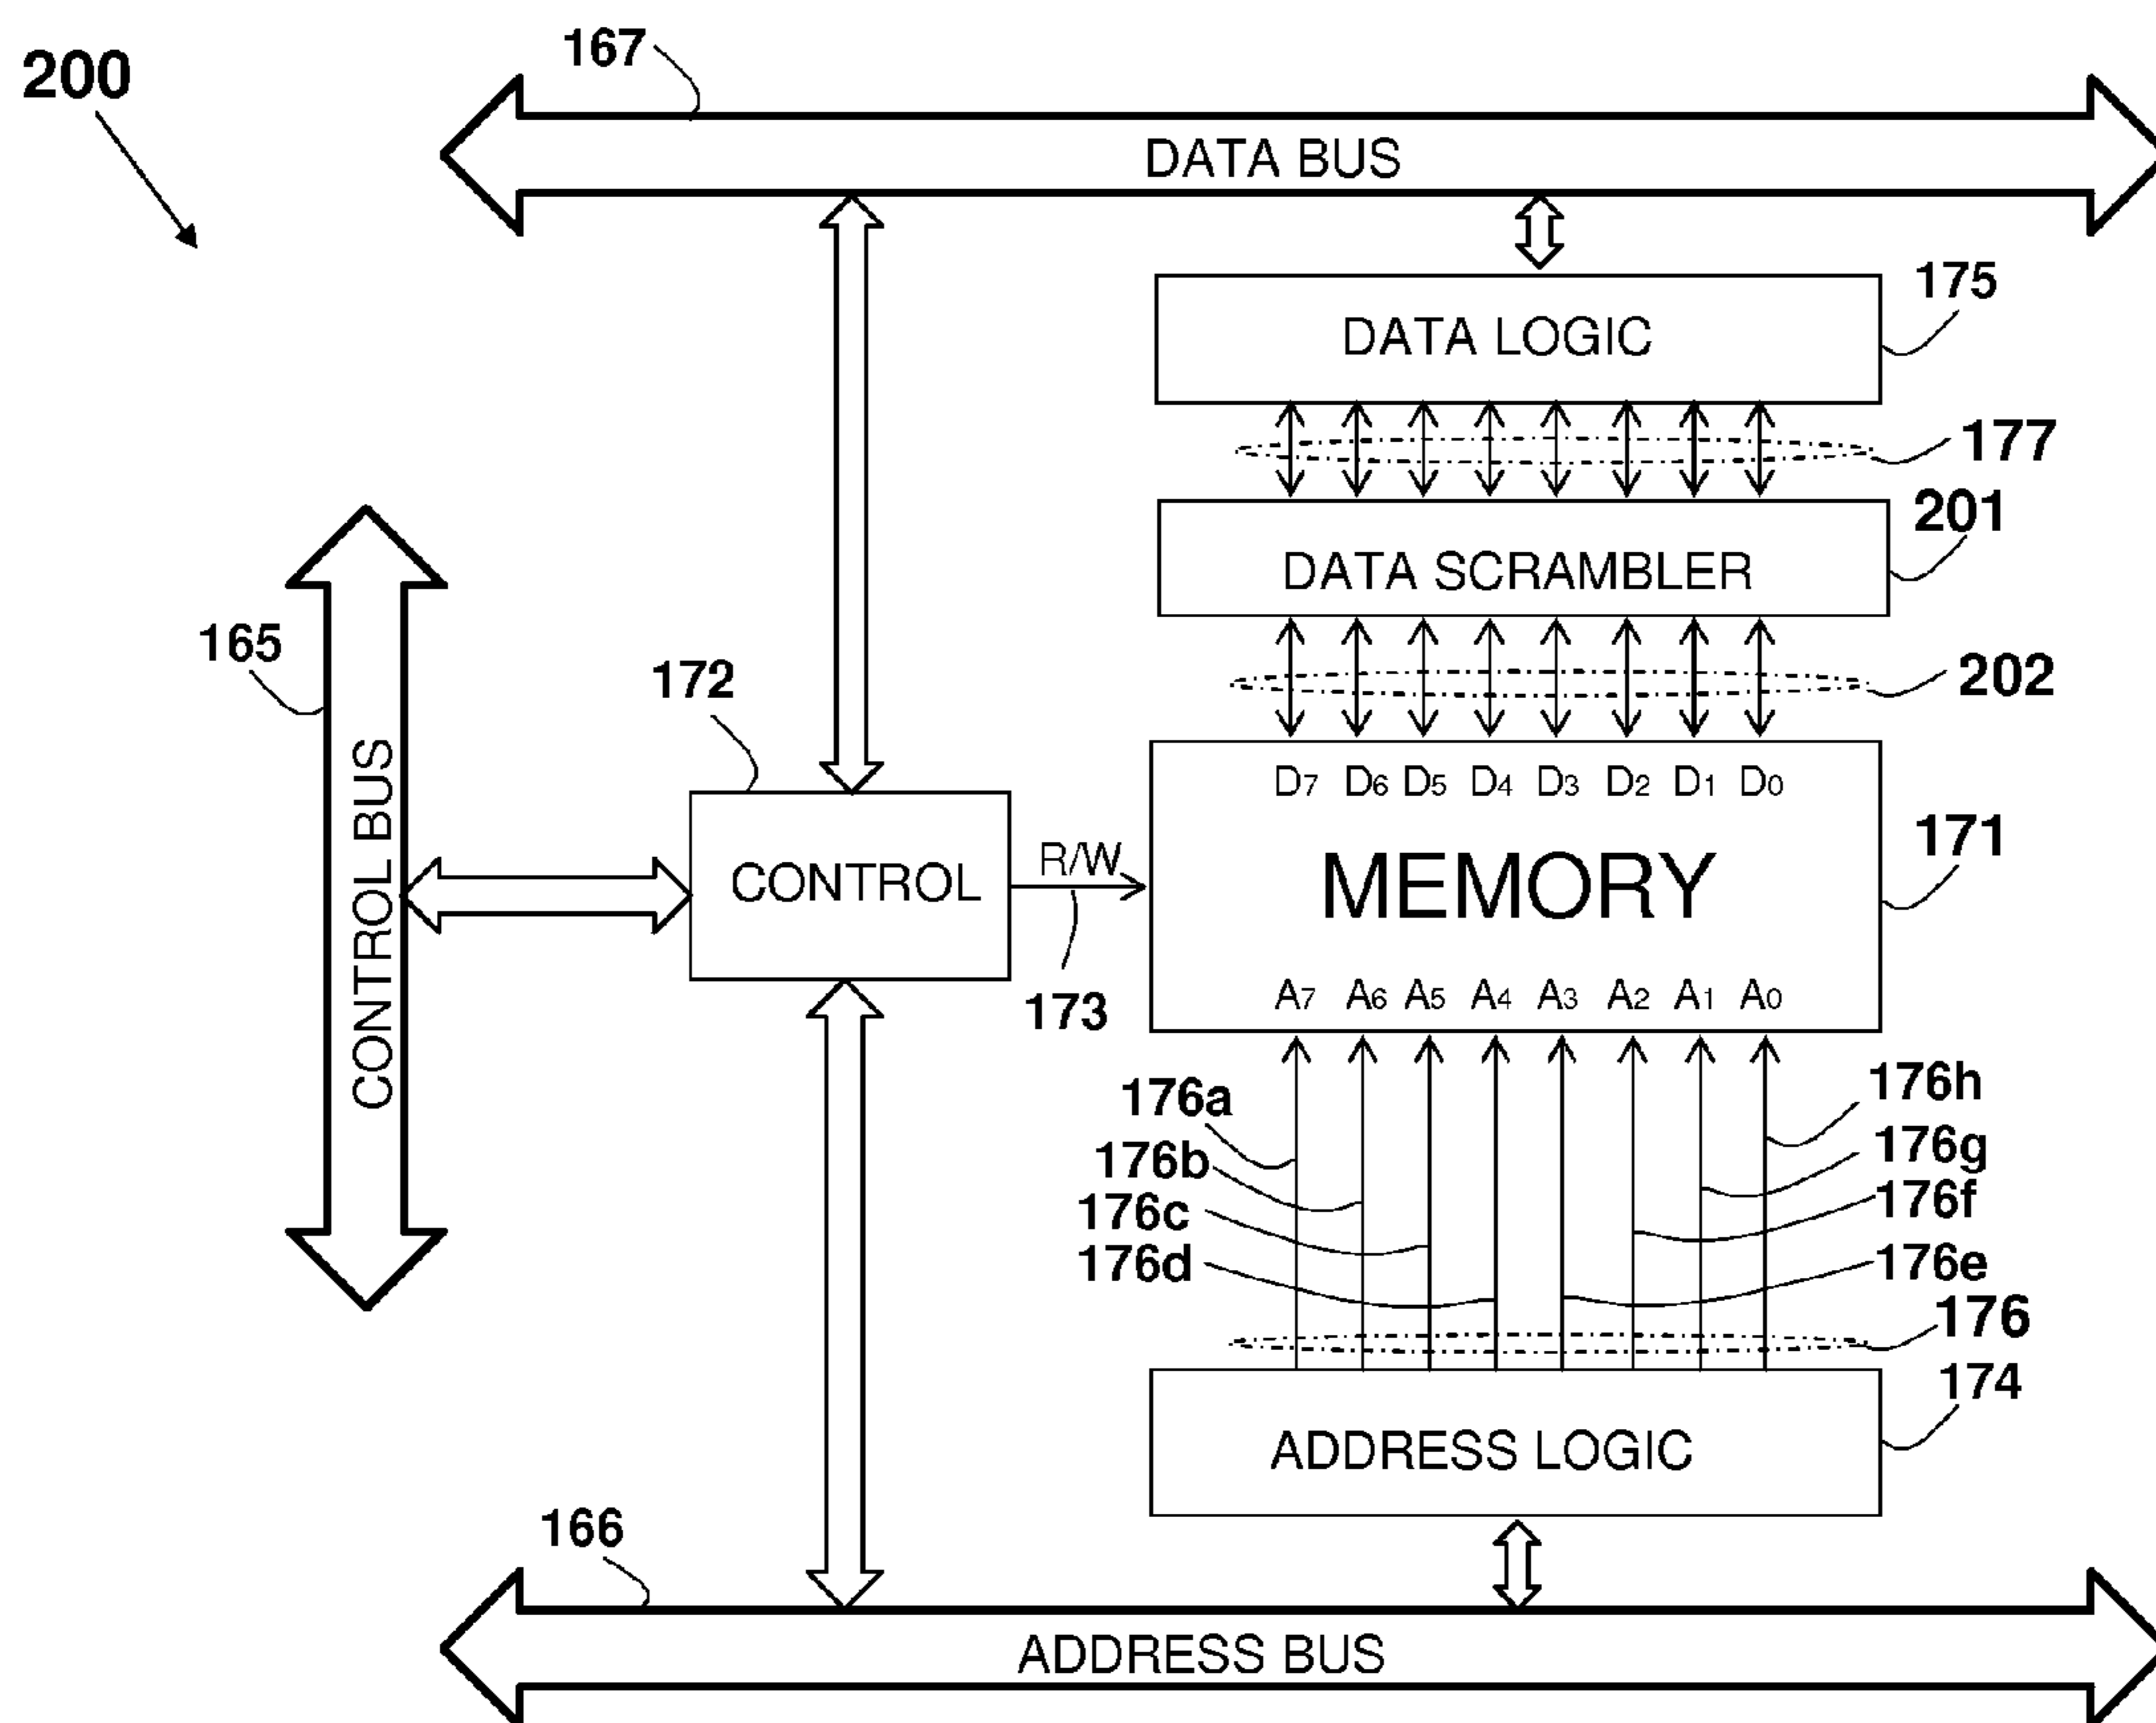 200
167
DATA BUS
DATA LOGIC
175
177
DATA SCRAMBLER
201
202
165
CONTROL BUS
172
CONTROL
R/W
173
D7 D6 D5 D4 D3 D2 D1 D0
MEMORY
171
A7 A6 A5 A4 A3 A2 A1 A0
176a
176b
176c
176d
176h
176g
176f
176e
176
174
ADDRESS LOGIC
166
ADDRESS BUS